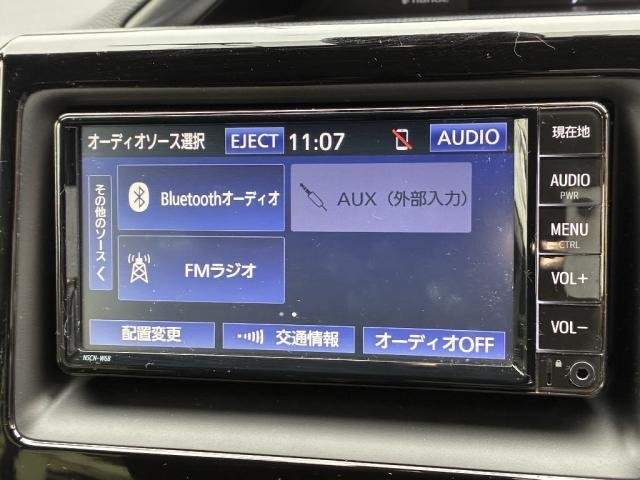 オーディオソース選択 EJECT 11:07 AUDIO
その他のソース
Bluetoothオーディオ AUX（外部入力）
FMラジオ
配置変更 交通情報 オーディオOFF
NSCN-W68
現在地
AUDIO
PWR
MENU
CTRL
VOL+
VOL−